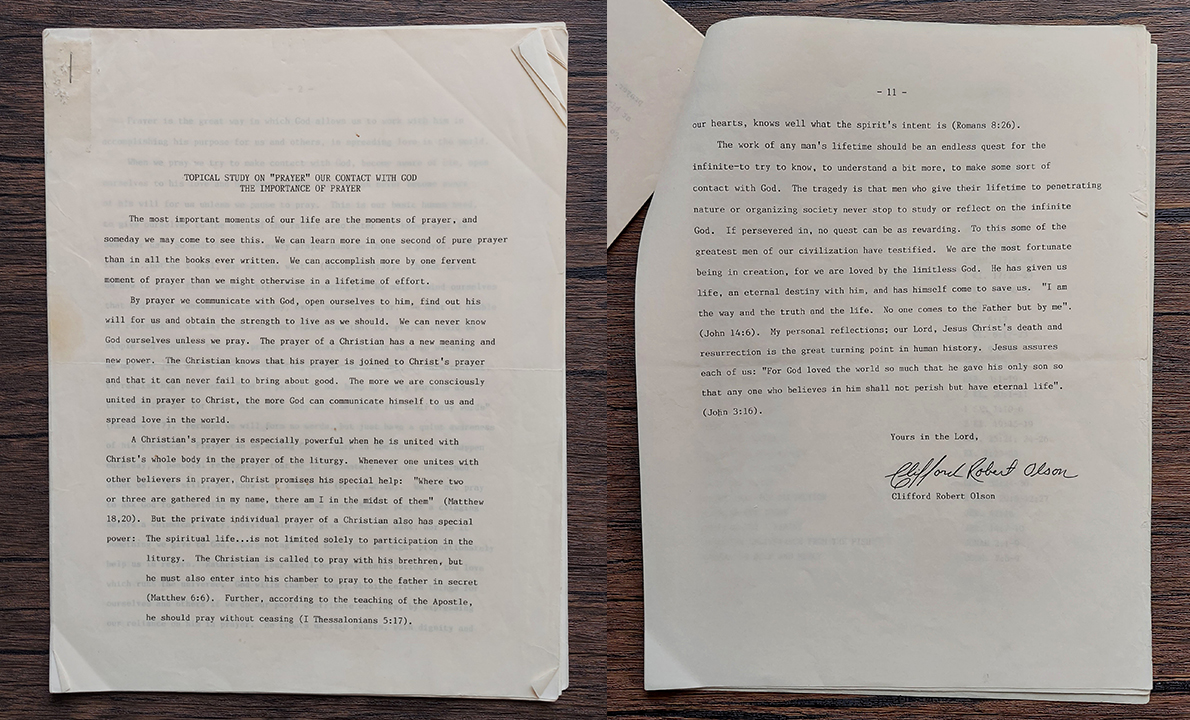 TOPICAL STUDY ON "PRAYER" OUR CONTACT WITH GOD
THE IMPORTANCE OF PRAYER
The most important moments of our life are the moments of prayer, and
someday we may come to see this. We can learn more in one second of pure prayer
than in all the books ever written. We can accomplish more by one fervent
moment of prayer than we might otherwise in a lifetime of effort.
By prayer we communicate with God, open ourselves to him, find out his
will for us and obtain the strength to live as we should. We can never know
God ourselves unless we pray. The prayer of a Christian has a new meaning and
new power. The Christian knows that his prayer is joined to Christ's prayer
and that it can never fail to bring about good. The more we are consciously
united in prayer to Christ, the more God can communicate himself to us and
spread love in the world.
A Christian's prayer is especially powerful when he is united with
Christ's whole body in the prayer of the liturgy. Whenever one unites with
other believers in prayer, Christ promises his special help: "Where two
or three are gathered in my name, there am I in the midst of them" (Matthew
18,20). But the private individual prayer of a Christian also has special
power: The spiritual life...is not limited solely to participation in the
liturgy. The Christian is called to pray with his brethren, but
he must also enter into his chamber to pray to the father in secret
(Matthew 6:6). Further, according to the teaching of the Apostle,
he should pray without ceasing (I Thessalonians 5:17).
- 11 -
our hearts, knows well what the spirit's intent is (Romans 8:26).
The work of any man's lifetime should be an endless quest for the
infinite-to try to know, to understand a bit more, to make some sort of
contact with God. The tragedy is that men who give their lifetime to penetrating
nature or organizing society never stop to study or reflect on the infinite
God. If persevered in, no quest can be as rewarding. To this some of the
greatest men of our civilization have testified. We are the most fortunate
being in creation, for we are loved by the limitless God. He has given us
life, an eternal destiny with him, and has himself come to save us. "I am
the way and the truth and the life. No one comes to the Father but by me".
(John 14:6). My personal reflections; our Lord, Jesus Christ's death and
resurrection is the great turning point in human history. Jesus assures
each of us: "For God loved the world so much that he gave his only son so
that any one who believes in him shall not perish but have eternal life".
(John 3:16).
Yours in the Lord,
Clifford Robert Olson
Clifford Robert Olson